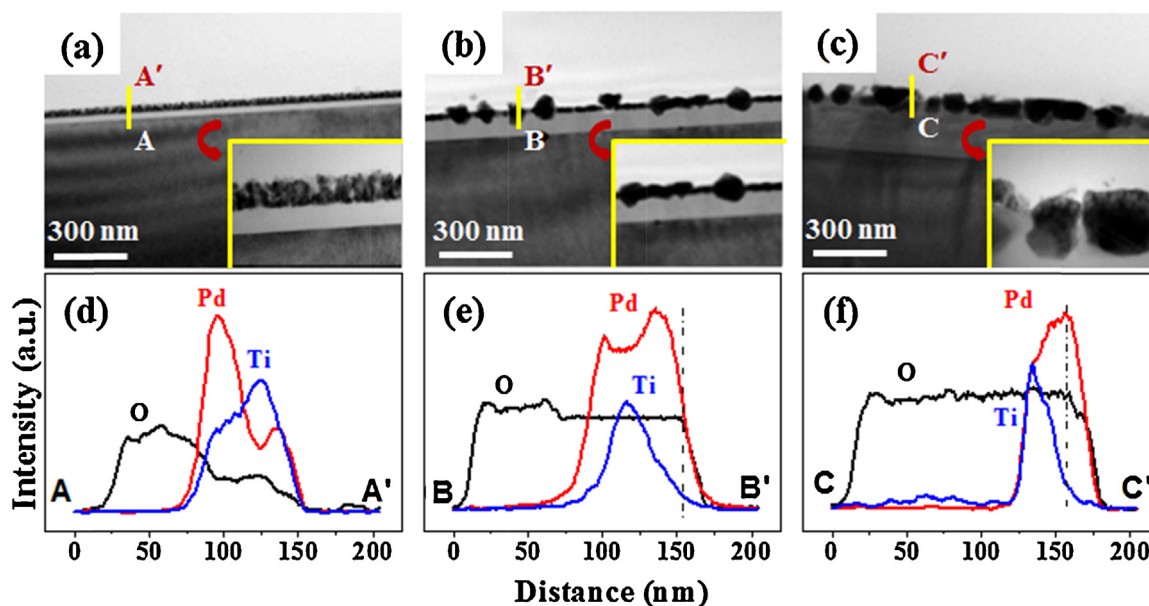 (a)
A′
A
300 nm
(b)
B′
B
300 nm
(c)
C′
C
300 nm
Intensity (a.u.)
(d)
Pd
Ti
O
A
A'
0 50 100 150 200
(e)
Pd
O
Ti
B
B'
0 50 100 150 200
(f)
Pd
O
Ti
C
C'
0 50 100 150 200
Distance (nm)